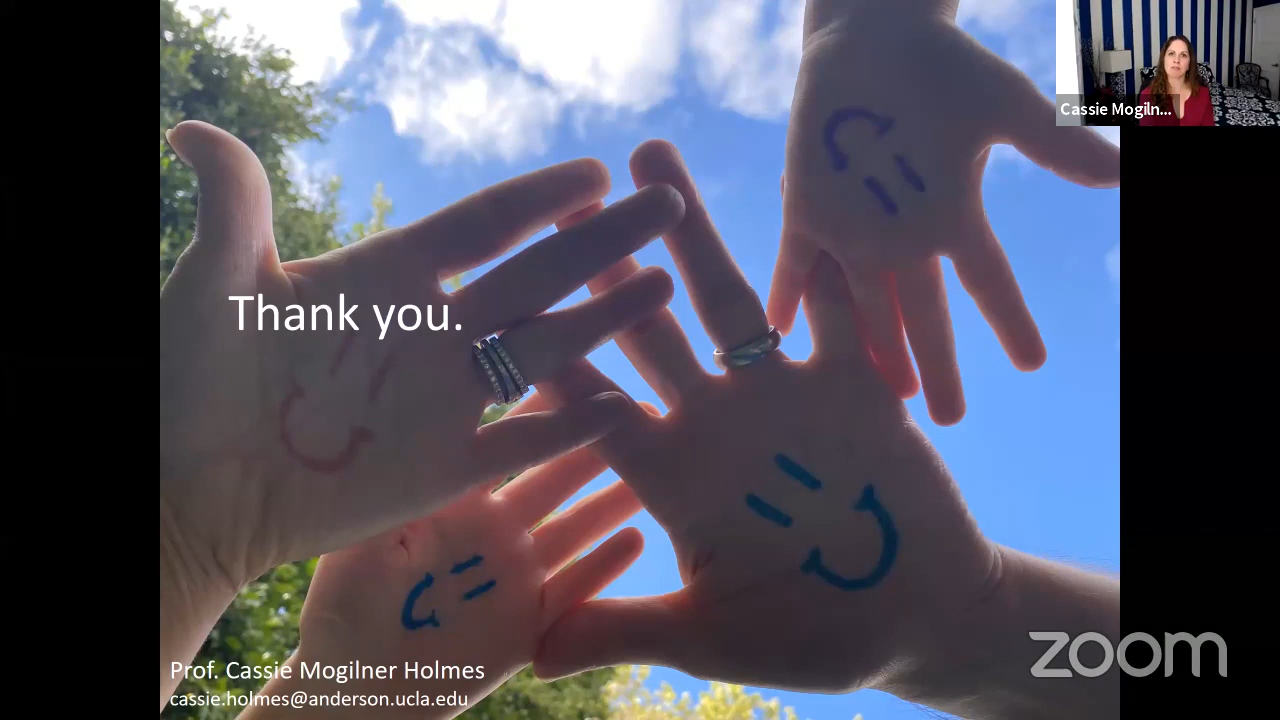 Cassie Mogiln...
Thank you.
zoom
Prof. Cassie Mogilner Holmes
cassie.holmes@anderson.ucla.edu